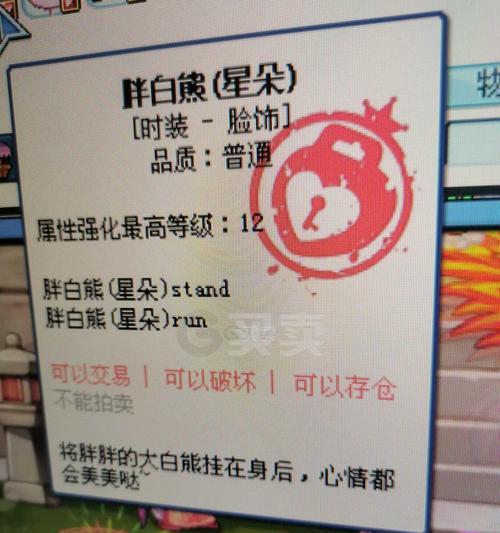 胖白熊(星朵)
[时装 - 脸饰]
品质：普通
属性强化最高等级：12
胖白熊(星朵)stand
胖白熊(星朵)run
买卖
可以交易 | 可以破坏 | 可以存仓
不能拍卖
将胖胖的大白熊挂在身后，心情都
会美美哒~
物